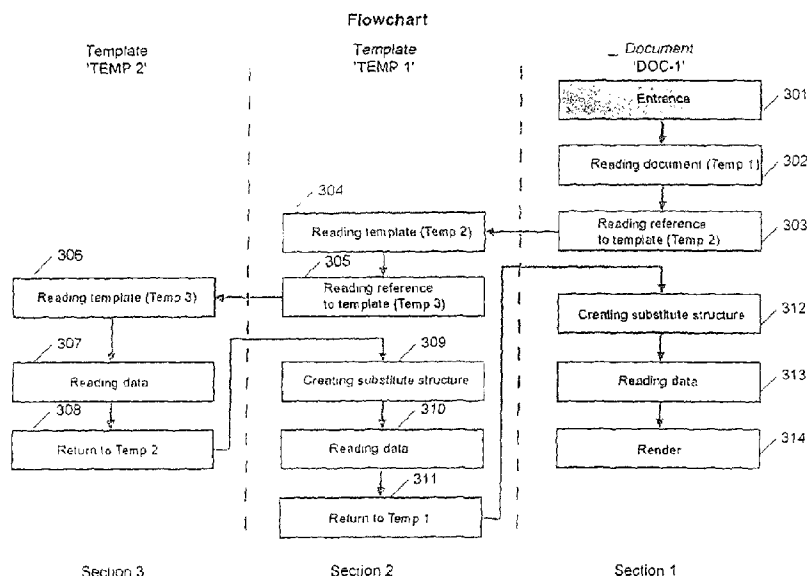 Flowchart
Template
'TEMP 2'
Template
'TEMP 1'
Document
'DOC-1'
Entrance
301
Reading document (Temp 1)
302
Reading reference
to template (Temp 2)
303
304
Reading template (Temp 2)
305
Reading reference
to template (Temp 3)
306
Reading template (Temp 3)
307
Reading data
308
Return to Temp 2
309
Creating substitute structure
310
Reading data
311
Return to Temp 1
Creating substitute structure
312
Reading data
313
Render
314
Section 3
Section 2
Section 1